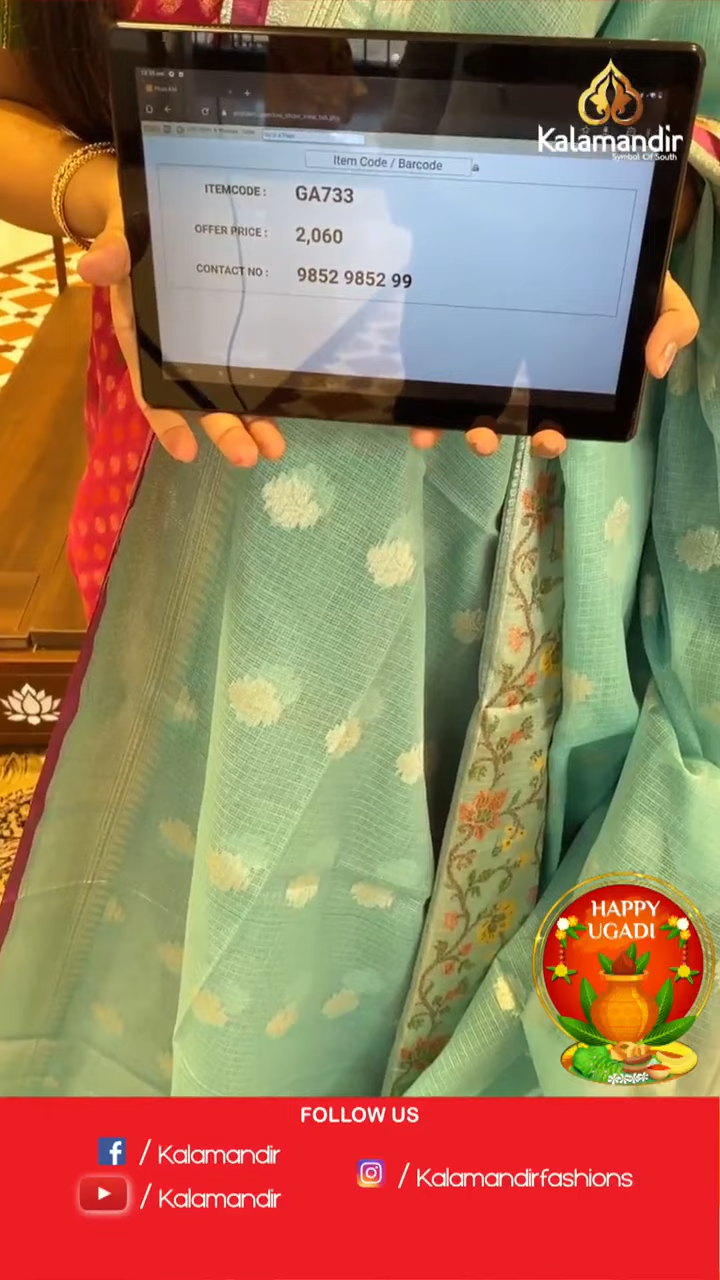 Kalamandir
Symbol Of South
Item Code / Barcode
ITEMCODE : GA733
OFFER PRICE : 2,060
CONTACT NO : 9852 9852 99
HAPPY
UGADI
FOLLOW US
/ Kalamandir
/ Kalamandir
/ Kalamandirfashions